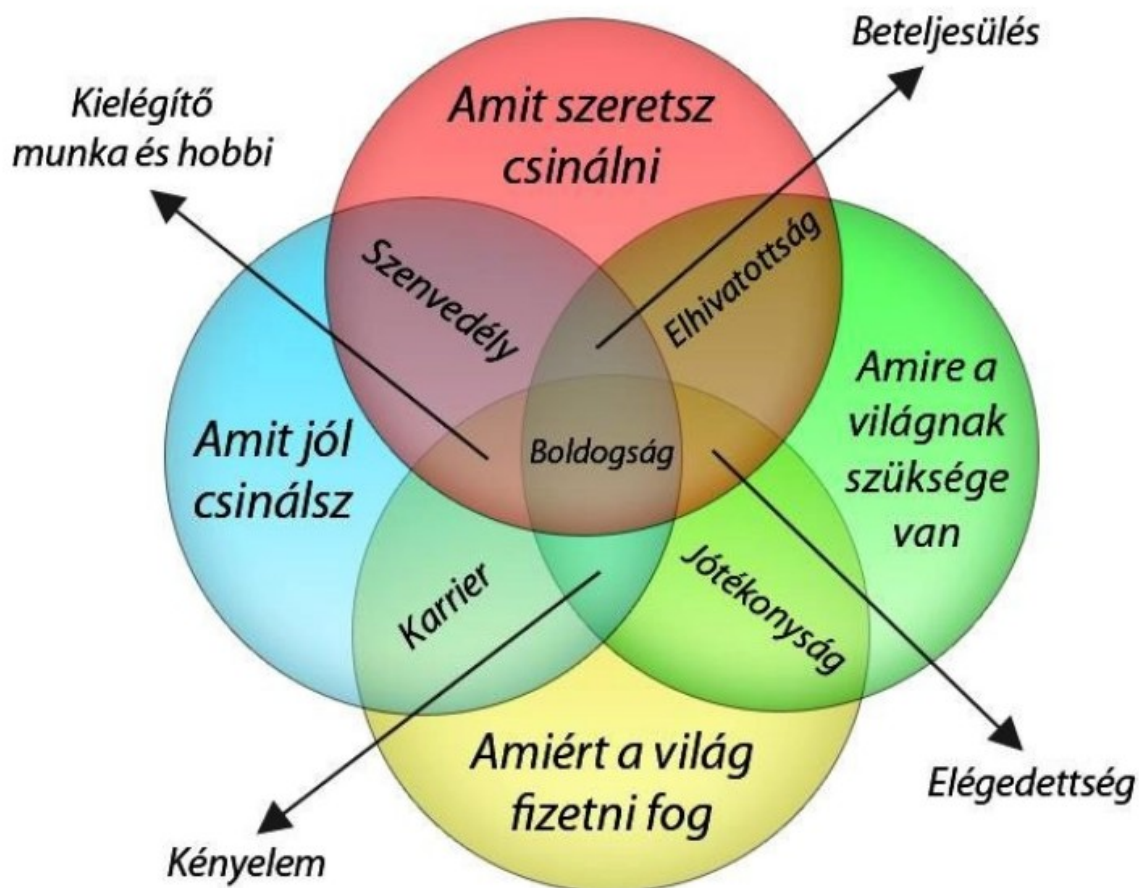 Beteljesülés
Kielégítő
munka és hobbi
Amit szeretsz
csinálni
Szenvedély
Elhivatottság
Amire a
világnak
szüksége
van
Amit jól
csinálsz
Boldogság
Karrier
Jótékonyság
Amiért a világ
fizetni fog
Elégedettség
Kényelem